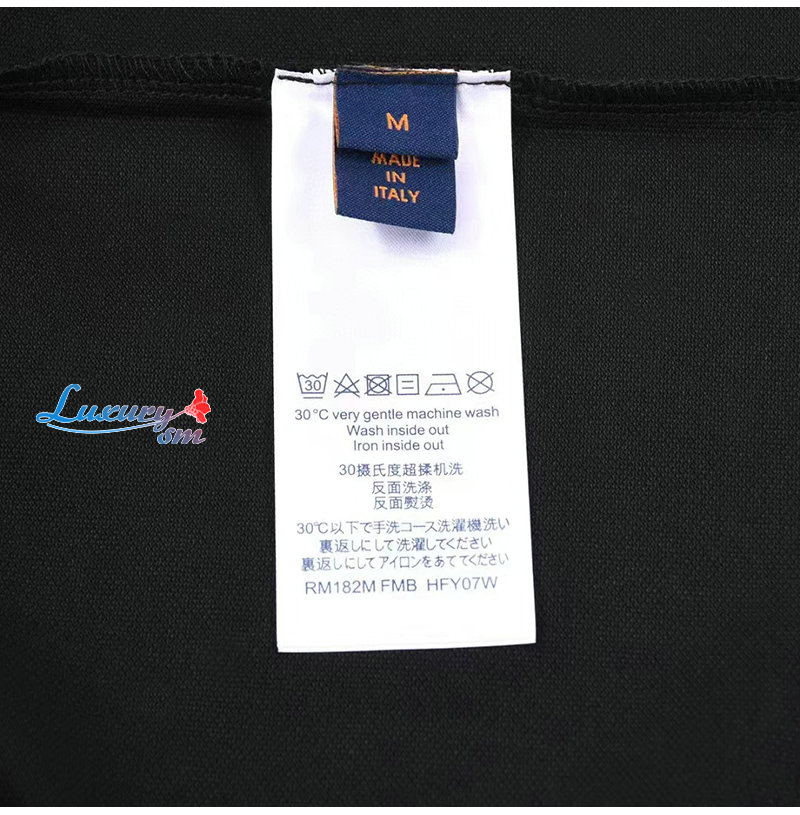 M
MADE
IN
ITALY
30
Luxury
sm
30°C very gentle machine wash
Wash inside out
Iron inside out
30摄氏度超揉机洗
反面洗涤
反面熨烫
30℃以下で手洗コース洗濯機洗い
裏返しにして洗濯してください
裏返しにしてアイロンをあててください
RM182M FMB HFY07W